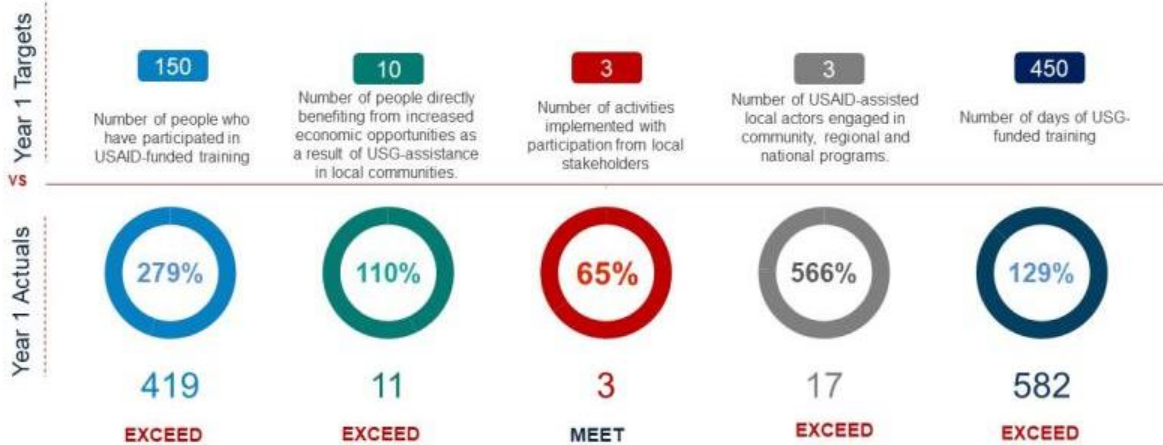 Year 1 Targets
150
Number of people who
have participated in
USAID-funded training
10
Number of people directly
benefiting from increased
economic opportunities as
a result of USG-assistance
in local communities.
3
Number of activities
implemented with
participation from local
stakeholders
3
Number of USAID-assisted
local actors engaged in
community, regional and
national programs.
450
Number of days of USG-
funded training
VS
Year 1 Actuals
279%
419
EXCEED
110%
11
EXCEED
65%
3
MEET
566%
17
EXCEED
129%
582
EXCEED